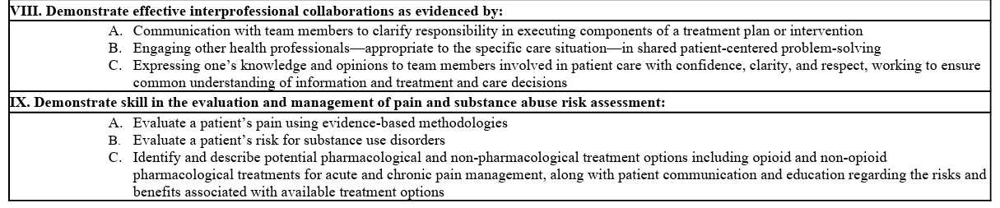 VIII. Demonstrate effective interprofessional collaborations as evidenced by:
A. Communication with team members to clarify responsibility in executing components of a treatment plan or intervention
B. Engaging other health professionals—appropriate to the specific care situation—in shared patient-centered problem-solving
C. Expressing one’s knowledge and opinions to team members involved in patient care with confidence, clarity, and respect, working to ensure
common understanding of information and treatment and care decisions
IX. Demonstrate skill in the evaluation and management of pain and substance abuse risk assessment:
A. Evaluate a patient’s pain using evidence-based methodologies
B. Evaluate a patient’s risk for substance use disorders
C. Identify and describe potential pharmacological and non-pharmacological treatment options including opioid and non-opioid
pharmacological treatments for acute and chronic pain management, along with patient communication and education regarding the risks and
benefits associated with available treatment options